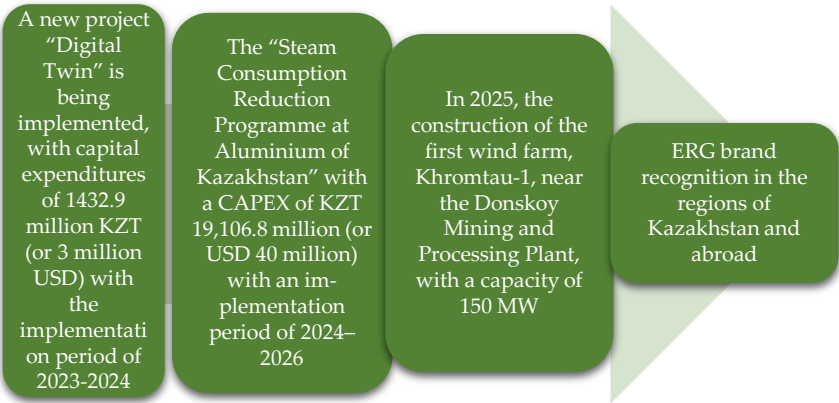 A new project
“Digital
Twin” is
being
implemented,
with capital
expenditures
of 1432.9
million KZT
(or 3 million
USD) with
the
implementati
on period of
2023-2024
The “Steam
Consumption
Reduction
Programme at
Aluminium of
Kazakhstan” with
a CAPEX of KZT
19,106.8 million (or
USD 40 million)
with an im-
plementation
period of 2024–
2026
In 2025, the
construction of the
first wind farm,
Khromtau-1, near
the Donskoy
Mining and
Processing Plant,
with a capacity of
150 MW
ERG brand
recognition in the
regions of
Kazakhstan and
abroad